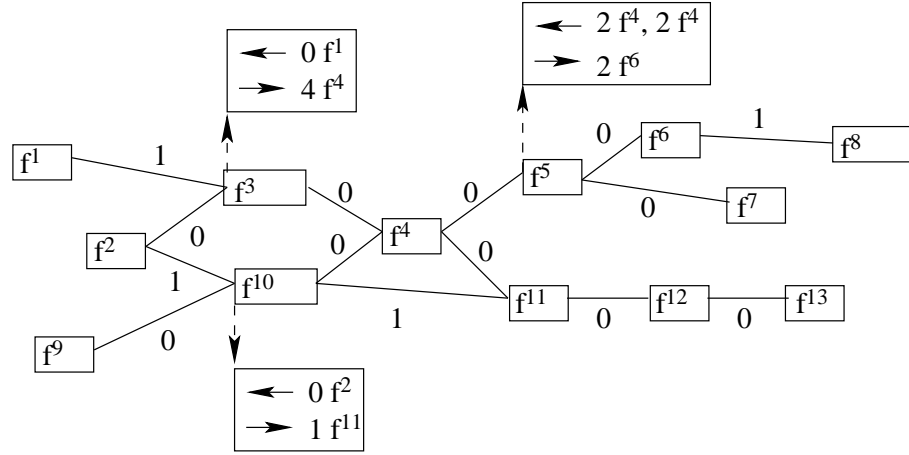 ← 0 f¹
→ 4 f⁴
← 2 f⁴, 2 f⁴
→ 2 f⁶
f¹
1
f³
0
f²
0
1
f¹⁰
f⁹
0
0
f⁴
0
0
1
f⁵
0
f⁶
1
f⁸
0
f⁷
f¹¹
0
f¹²
0
f¹³
← 0 f²
→ 1 f¹¹